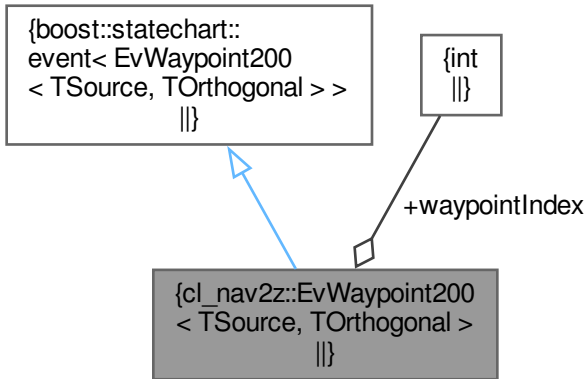 {boost::statechart::
event< EvWaypoint200
< TSource, TOrthogonal > >
||}
{int
||}
+waypointIndex
{cl_nav2z::EvWaypoint200
< TSource, TOrthogonal >
||}